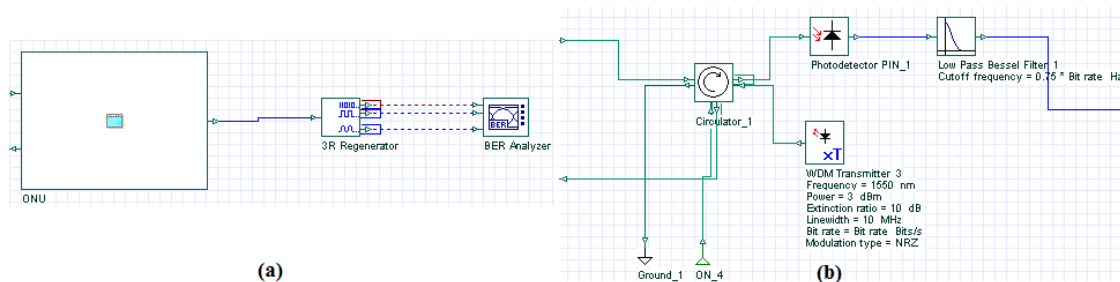 ONU
3R Regenerator
BER
BER Analyzer
(a)
Photodetector PIN_1
Low Pass Bessel Filter 1
Cutoff frequency = 0.75 * Bit rate Hz
Circulator_1
xT
WDM Transmitter 3
Frequency = 1550 nm
Power = 3 dBm
Extinction ratio = 10 dB
Linewidth = 10 MHz
Bit rate = Bit rate Bits/s
Modulation type = NRZ
Ground_1
ON_4
(b)